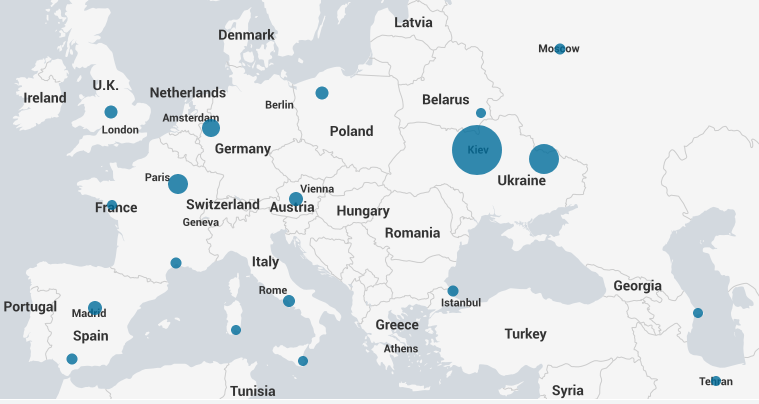 Latvia
Denmark
Moscow
U.K.
Netherlands
Ireland
Berlin
Belarus
Amsterdam
London
Poland
Germany
Kiev
Paris
Ukraine
Vienna
France
Switzerland
Austria
Hungary
Geneva
Romania
Italy
Georgia
Rome
Istanbul
Portugal
Madrid
Greece
Spain
Turkey
Athens
Tehran
Tunisia
Syria